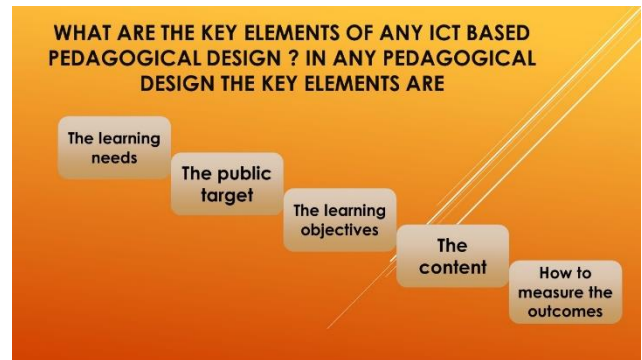 WHAT ARE THE KEY ELEMENTS OF ANY ICT BASED
PEDAGOGICAL DESIGN ? IN ANY PEDAGOGICAL
DESIGN THE KEY ELEMENTS ARE
The learning
needs
The public
target
The learning
objectives
The
content
How to
measure the
outcomes